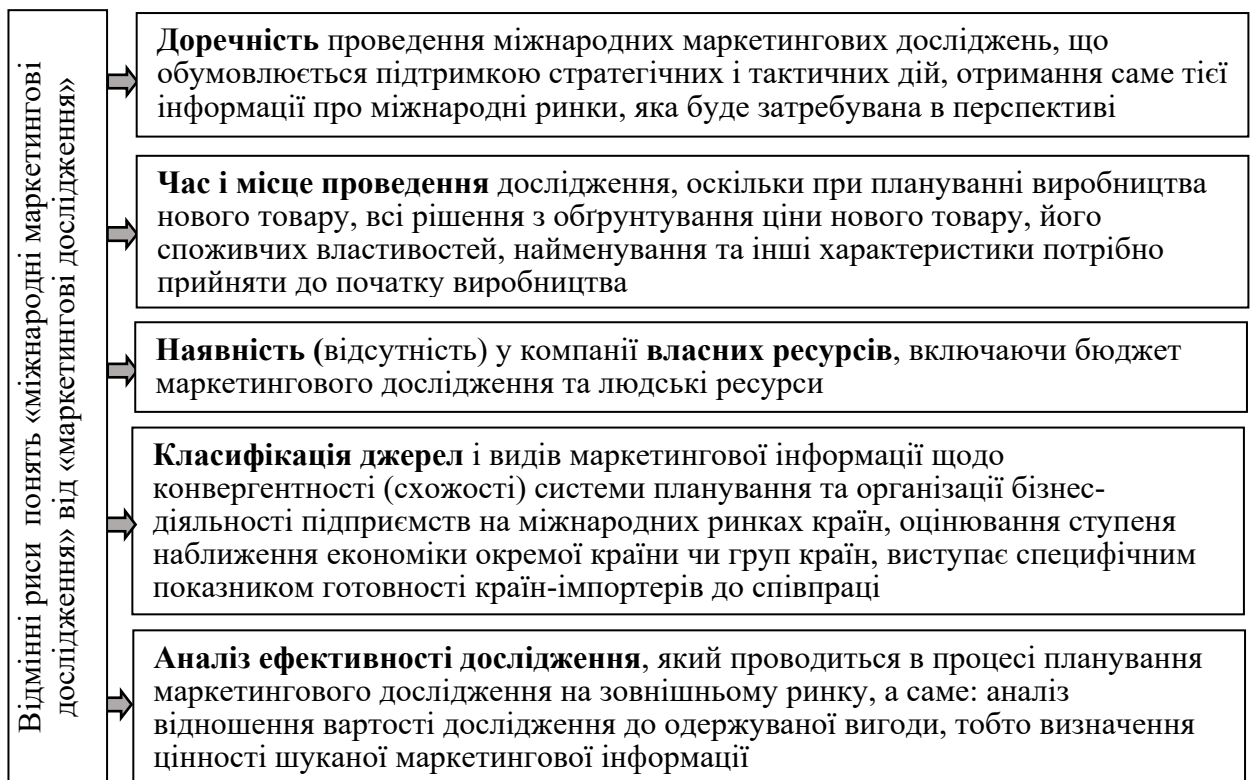 Відмінні риси понять «міжнародні маркетингові
дослідження» від «маркетингові дослідження»
Доречність проведення міжнародних маркетингових досліджень, що
обумовлюється підтримкою стратегічних і тактичних дій, отримання саме тієї
інформації про міжнародні ринки, яка буде затребувана в перспективі
Час і місце проведення дослідження, оскільки при плануванні виробництва
нового товару, всі рішення з обґрунтування ціни нового товару, його
споживчих властивостей, найменування та інші характеристики потрібно
прийняти до початку виробництва
Наявність (відсутність) у компанії власних ресурсів, включаючи бюджет
маркетингового дослідження та людські ресурси
Класифікація джерел і видів маркетингової інформації щодо
конвергентності (схожості) системи планування та організації бізнес-
діяльності підприємств на міжнародних ринках країн, оцінювання ступеня
наближення економіки окремої країни чи груп країн, виступає специфічним
показником готовності країн-імпортерів до співпраці
Аналіз ефективності дослідження, який проводиться в процесі планування
маркетингового дослідження на зовнішньому ринку, а саме: аналіз
відношення вартості дослідження до одержуваної вигоди, тобто визначення
цінності шуканої маркетингової інформації